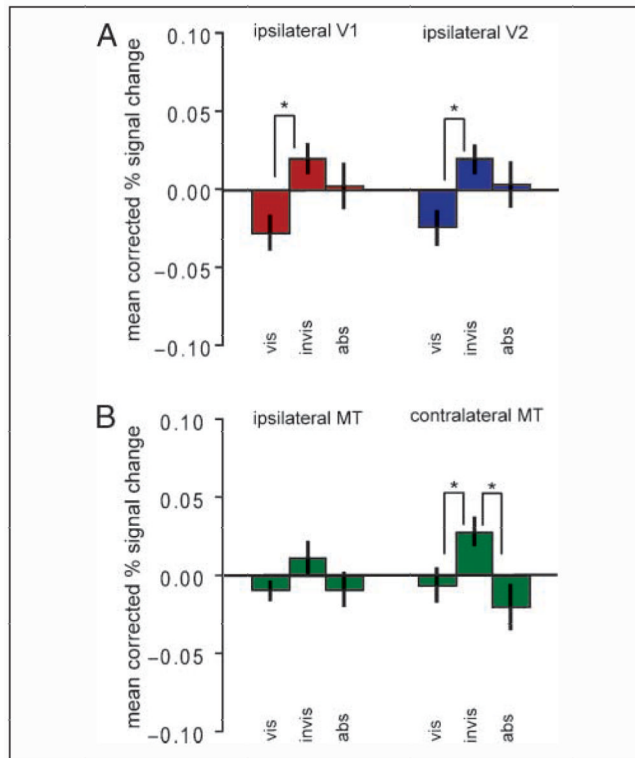 A
ipsilateral V1
ipsilateral V2
mean corrected % signal change
0.10
0.05
0.00
−0.05
−0.10
*
*
vis
invis
abs
vis
invis
abs
B
ipsilateral MT
contralateral MT
mean corrected % signal change
0.10
0.05
0.00
−0.05
−0.10
*
*
vis
invis
abs
vis
invis
abs